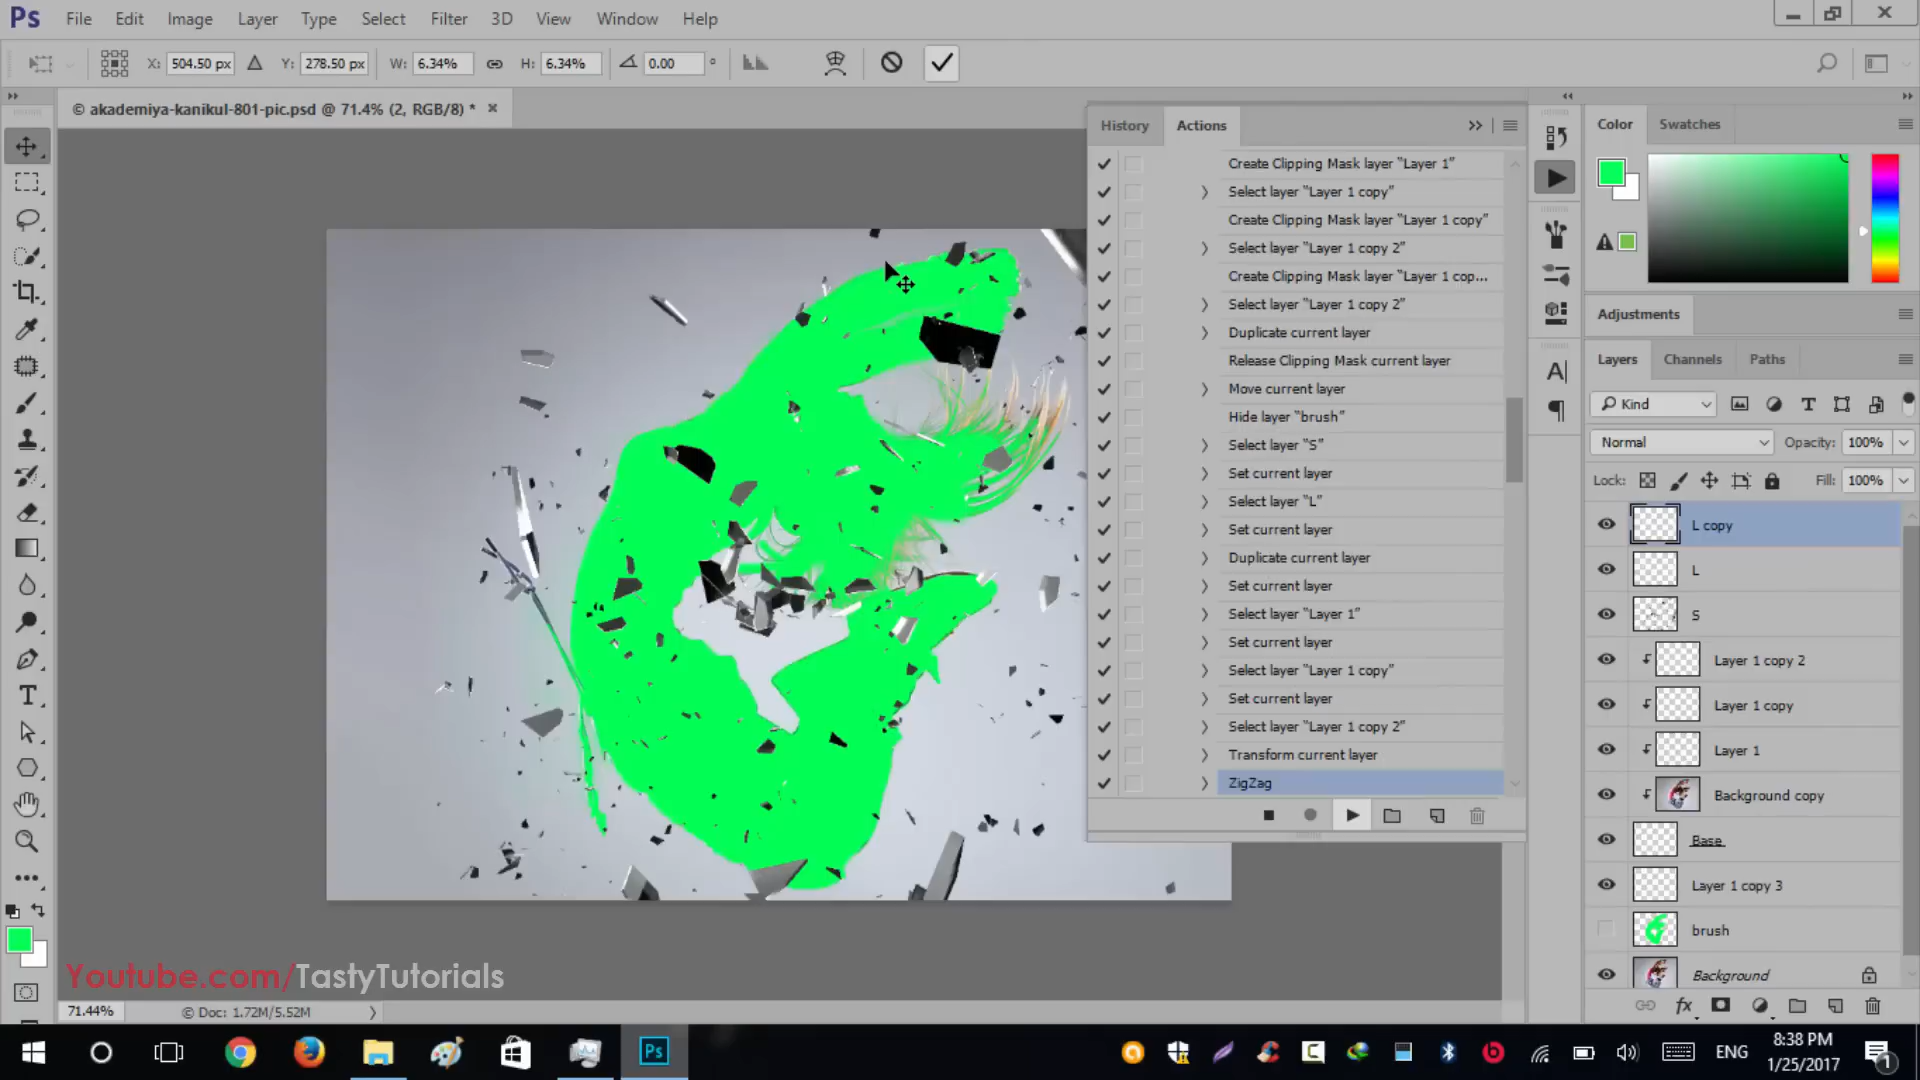 Ps File Edit Image Layer Type Select Filter 3D View Window Help
X: 504.50 px Y: 278.50 px W: 6.34% H: 6.34% 0.00 °
© akademiya-kanikul-801-pic.psd @ 71.4% (2, RGB/8) *
History Actions
Create Clipping Mask layer "Layer 1"
Select layer "Layer 1 copy"
Create Clipping Mask layer "Layer 1 copy"
Select layer "Layer 1 copy 2"
Create Clipping Mask layer "Layer 1 cop...
Select layer "Layer 1 copy 2"
Duplicate current layer
Release Clipping Mask current layer
Move current layer
Hide layer "brush"
Select layer "S"
Set current layer
Select layer "L"
Set current layer
Duplicate current layer
Set current layer
Select layer "Layer 1"
Set current layer
Select layer "Layer 1 copy"
Set current layer
Select layer "Layer 1 copy 2"
Transform current layer
ZigZag
Color Swatches
Adjustments
Layers Channels Paths
Kind
Normal Opacity: 100%
Lock: Fill: 100%
L copy
L
S
Layer 1 copy 2
Layer 1 copy
Layer 1
Background copy
Base
Layer 1 copy 3
brush
Background
Youtube.com/TastyTutorials
71.44% © Doc: 1.72M/5.52M
Ps
ENG
8:38 PM
1/25/2017
1